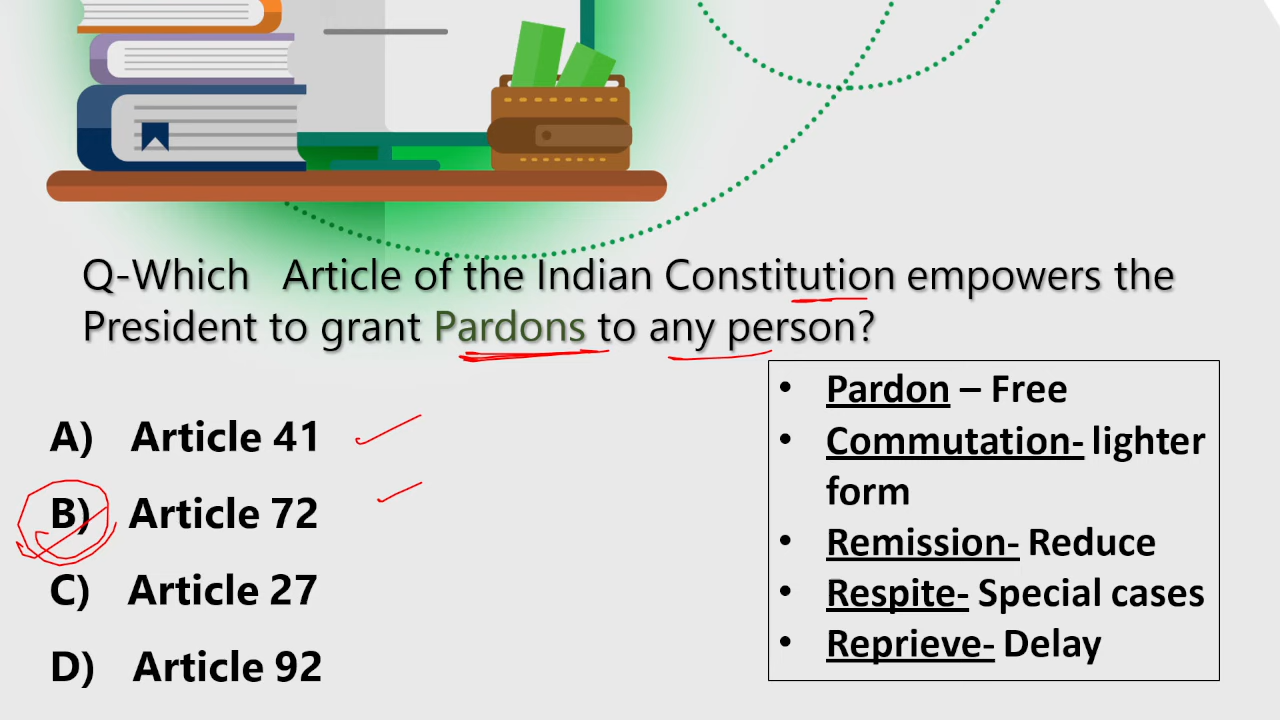 Q-Which Article of the Indian Constitution empowers the
President to grant Pardons to any person?
A) Article 41
B) Article 72
C) Article 27
D) Article 92
• Pardon – Free
• Commutation- lighter
form
• Remission- Reduce
• Respite- Special cases
• Reprieve- Delay